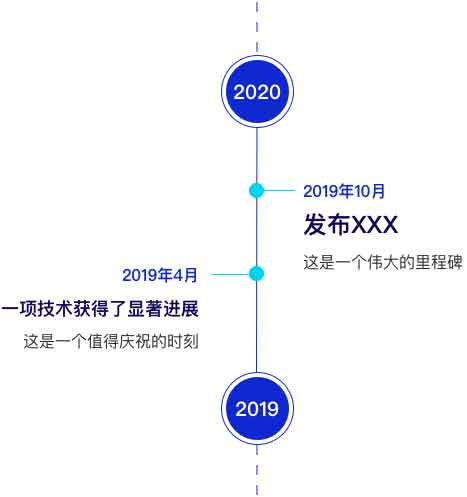 2020
2019年10月
发布XXX
这是一个伟大的里程碑
2019年4月
一项技术获得了显著进展
这是一个值得庆祝的时刻
2019